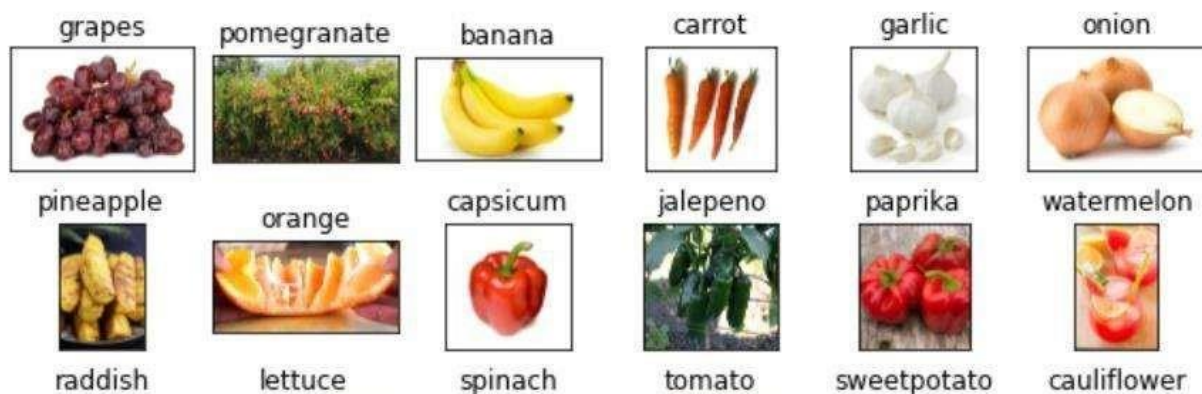 grapes pomegranate banana carrot garlic onion
pineapple orange capsicum jalepeno paprika watermelon
raddish lettuce spinach tomato sweetpotato cauliflower